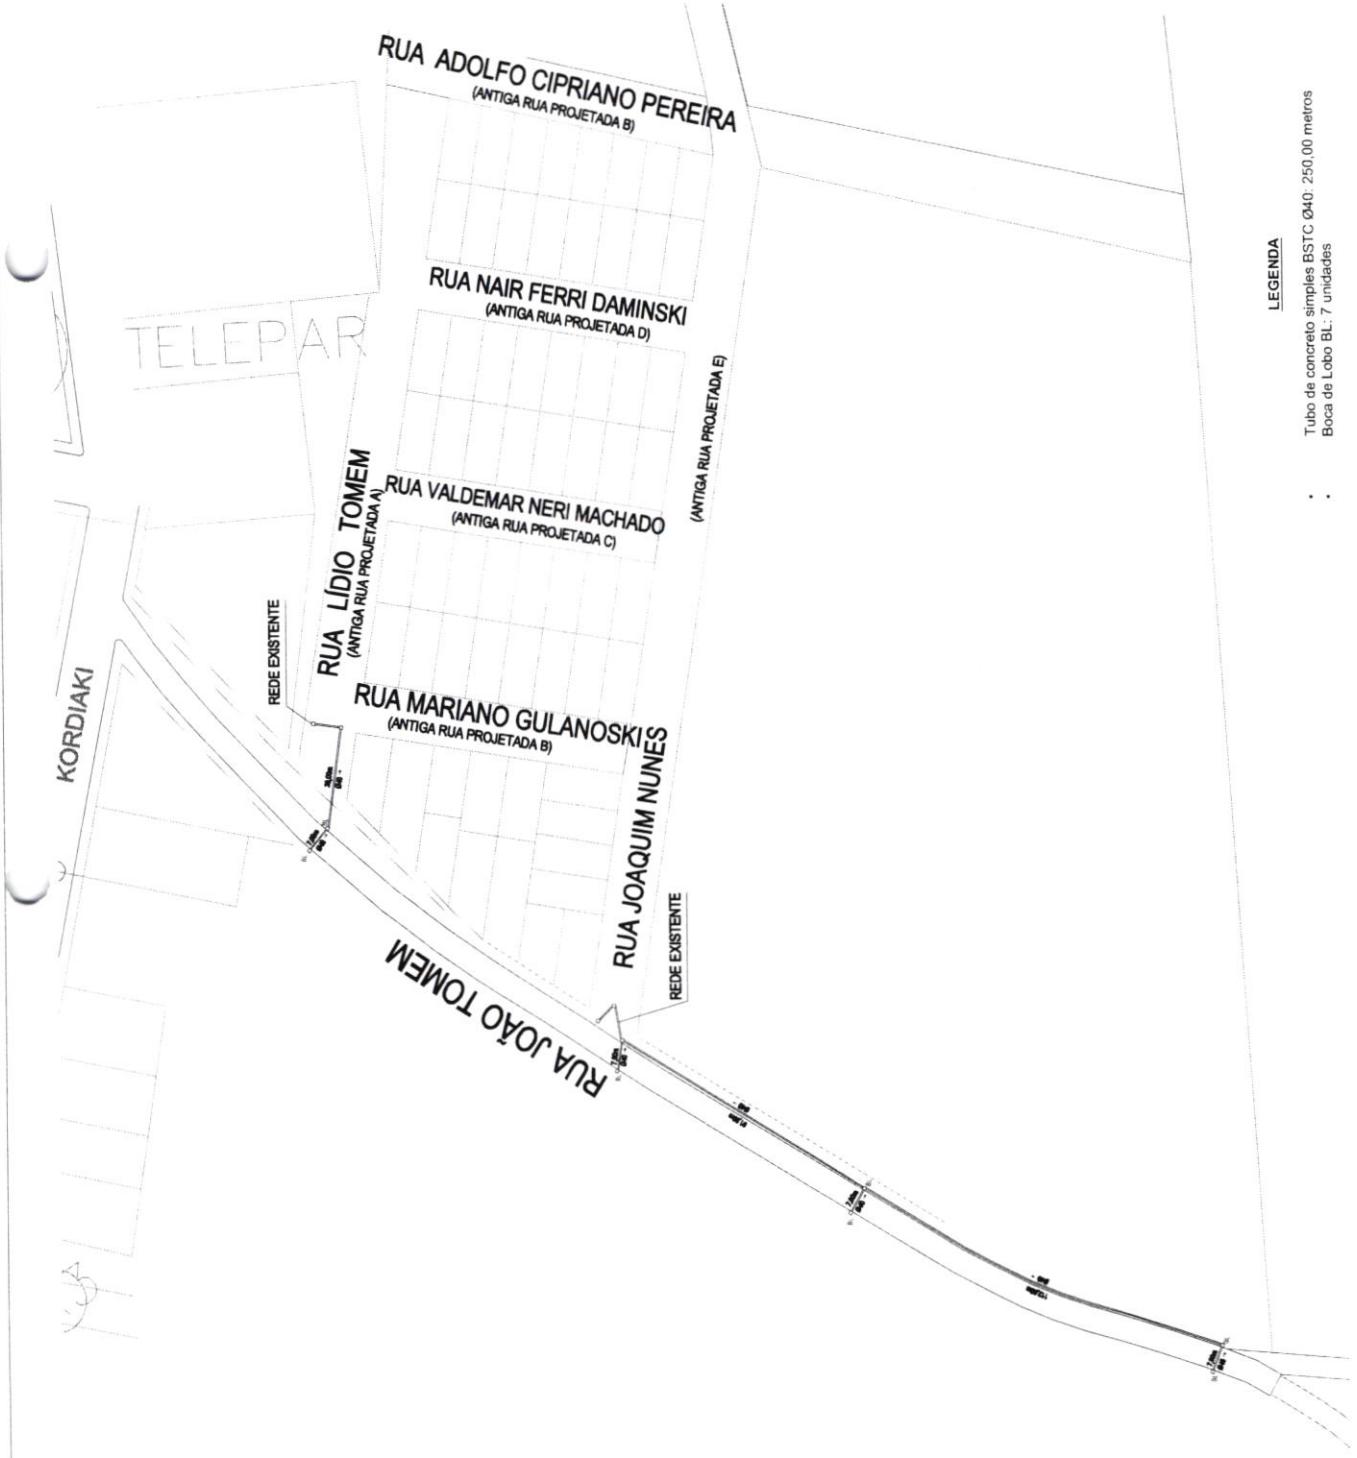 RUA ADOLFO CIPRIANO PEREIRA
(ANTIGA RUA PROJETADA B)
TELEPAR
RUA NAIR FERRI DAMINSKI
(ANTIGA RUA PROJETADA D)
(ANTIGA RUA PROJETADA E)
RUA LÍDIO TOMEM
(ANTIGA RUA PROJETADA A)
RUA VALDEMAR NERI MACHADO
(ANTIGA RUA PROJETADA C)
REDE EXISTENTE
KORDIAKI
RUA MARIANO GULANOSKI
(ANTIGA RUA PROJETADA B)
RUA JOAQUIM NUNES
REDE EXISTENTE
RUA JOÃO TOMEM
LEGENDA
· Tubo de concreto simples BSTC Ø40: 250,00 metros
· Boca de Lobo BL: 7 unidades